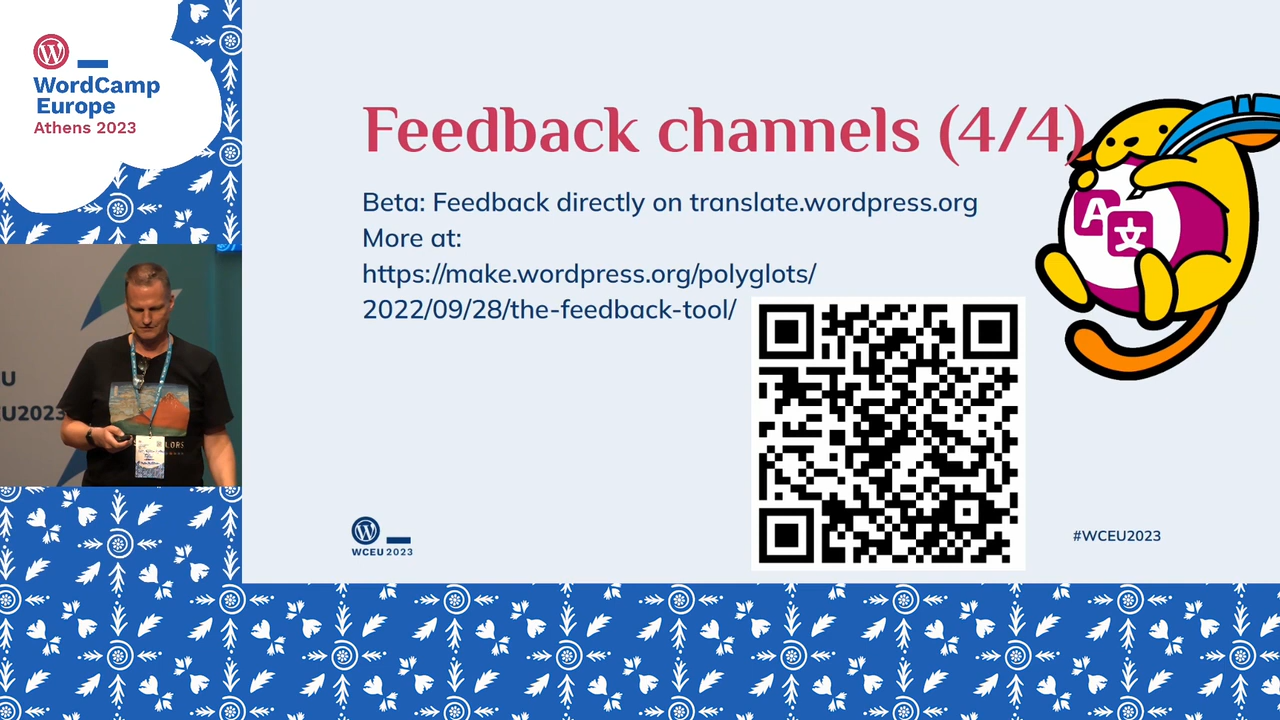 WordCamp
Europe
Athens 2023
Feedback channels (4/4)
Beta: Feedback directly on translate.wordpress.org
More at:
https://make.wordpress.org/polyglots/
2022/09/28/the-feedback-tool/
A
文
WCEU 2023
#WCEU2023
U
U2023